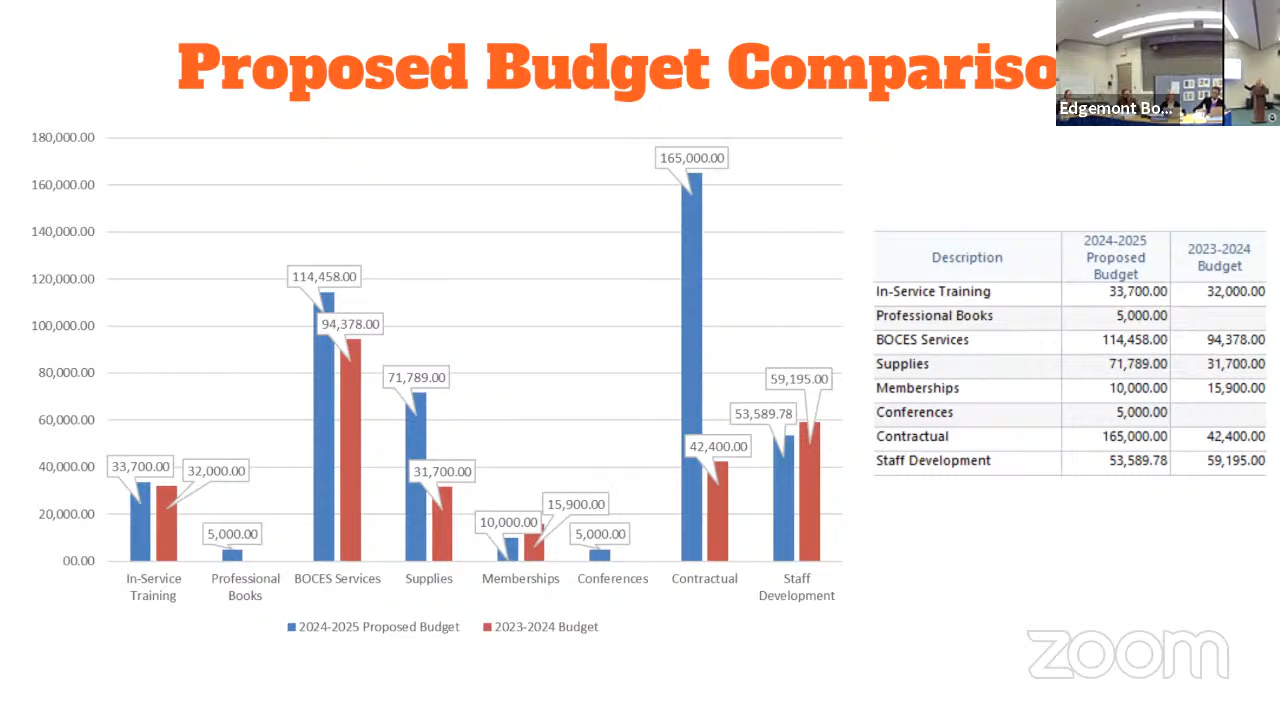 Proposed Budget Compariso
Edgemont Bo...
180,000.00
160,000.00
140,000.00
120,000.00
100,000.00
80,000.00
60,000.00
40,000.00
20,000.00
00.00
33,700.00
32,000.00
5,000.00
114,458.00
94,378.00
71,789.00
31,700.00
10,000.00
15,900.00
5,000.00
165,000.00
42,400.00
53,589.78
59,195.00
In-Service
Training
Professional
Books
BOCES Services
Supplies
Memberships
Conferences
Contractual
Staff
Development
2024-2025 Proposed Budget 2023-2024 Budget
Description
2024-2025
Proposed
Budget
2023-2024
Budget
In-Service Training 33,700.00 32,000.00
Professional Books 5,000.00
BOCES Services 114,458.00 94,378.00
Supplies 71,789.00 31,700.00
Memberships 10,000.00 15,900.00
Conferences 5,000.00
Contractual 165,000.00 42,400.00
Staff Development 53,589.78 59,195.00
zoom